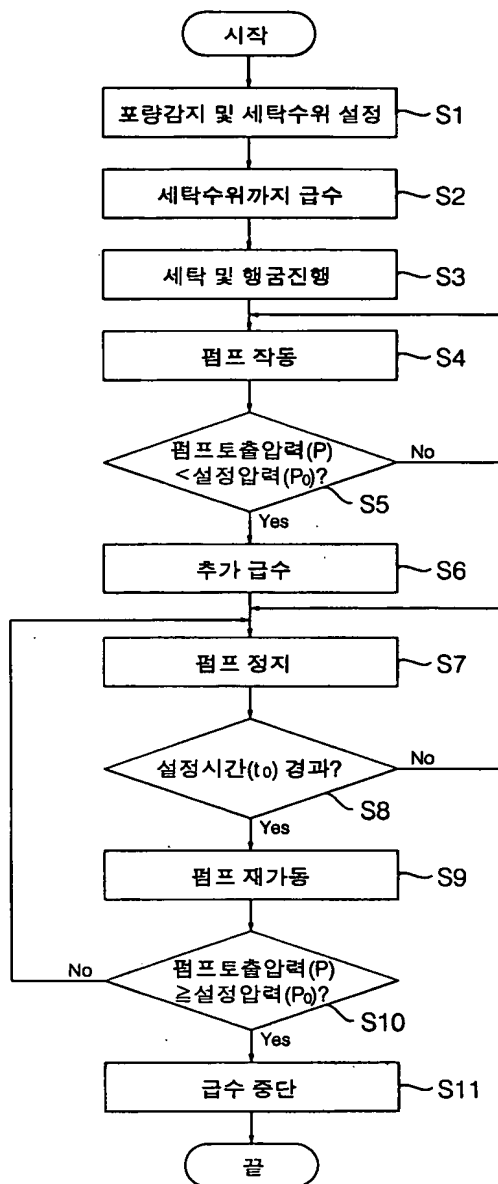 시작
포량감지 및 세탁수위 설정
S1
세탁수위까지 급수
S2
세탁 및 행굼진행
S3
펌프 작동
S4
펌프토출압력(P)
<설정압력(P₀)?
No
S5
Yes
추가 급수
S6
펌프 정지
S7
설정시간(t₀) 경과?
No
S8
Yes
펌프 재가동
S9
No
펌프토출압력(P)
≧설정압력(P₀)?
S10
Yes
급수 중단
S11
끝